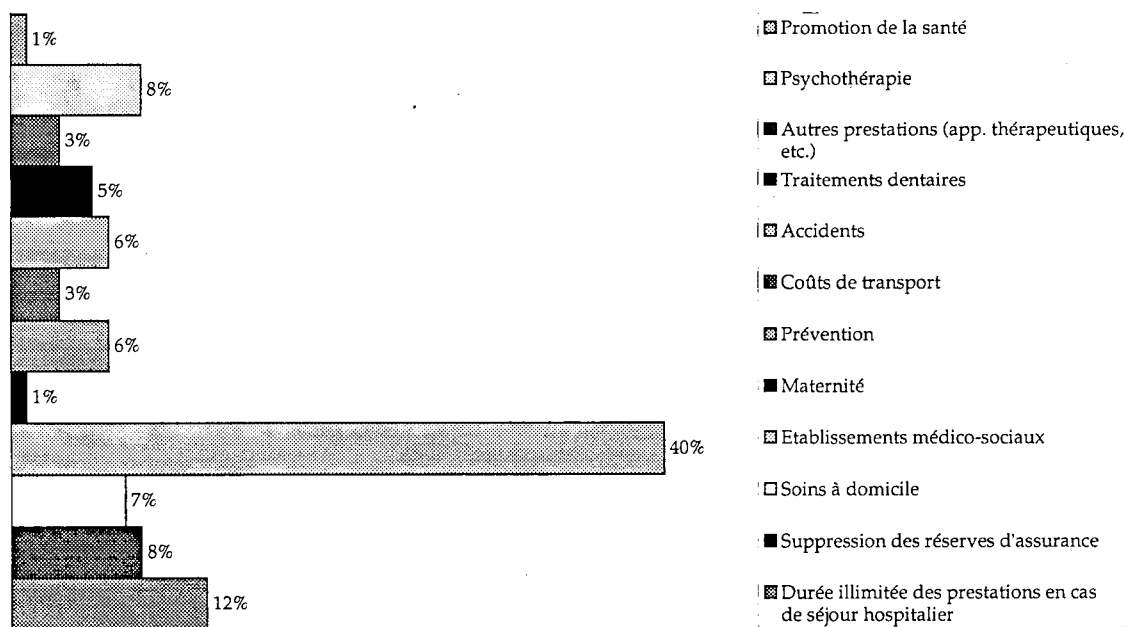 1%
8%
3%
5%
6%
3%
6%
1%
40%
7%
8%
12%
Promotion de la santé
Psychothérapie
Autres prestations (app. thérapeutiques,
etc.)
Traitements dentaires
Accidents
Coûts de transport
Prévention
Maternité
Etablissements médico-sociaux
Soins à domicile
Suppression des réserves d'assurance
Durée illimitée des prestations en cas
de séjour hospitalier